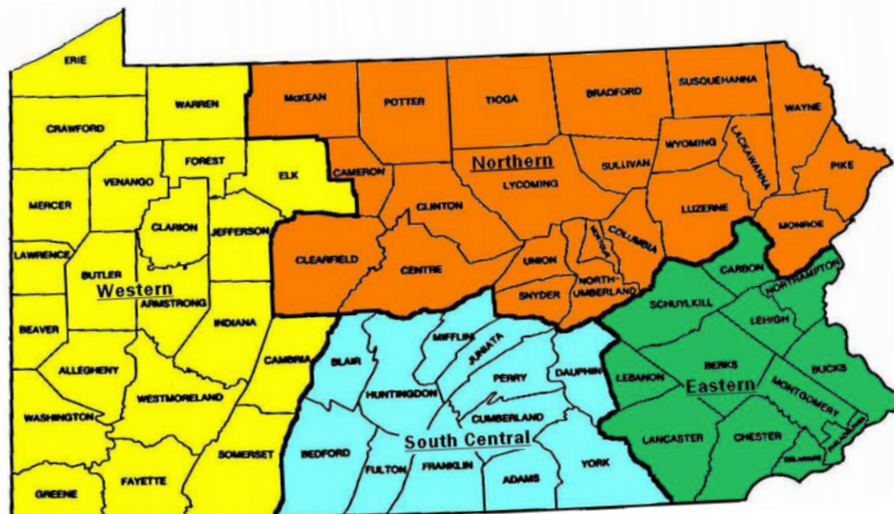 ERIE
WARREN
McKEAN
POTTER
TIOGA
BRADFORD
SUSQUEHANNA
WAYNE
CRAWFORD
FOREST
ELK
CAMERON
Northern
LYCOMING
SULLIVAN
WYOMING
LACKAWANNA
PIKE
VENANGO
MERCER
CLARION
JEFFERSON
CLINTON
LUZERNE
MONROE
COLUMBIA
LAWRENCE
BUTLER
Western
ARMSTRONG
CLEARFIELD
CENTRE
UNION
SNYDER
NORTH-
UMBERLAND
CARBON
NORTHAMPTON
SCHUYLKILL
LEHIGH
BEAVER
INDIANA
CAMBRIA
BLAIR
MIFFLIN
JUNIATA
DAUPHIN
ALLEGHENY
HUNTINGDON
PERRY
LEBANON
BERKS
Eastern
BUCKS
MONTGOMERY
WASHINGTON
WESTMORELAND
CUMBERLAND
South Central
LANCASTER
CHESTER
DELAWARE
SOMERSET
BEDFORD
FULTON
FRANKLIN
ADAMS
YORK
GREENE
FAYETTE